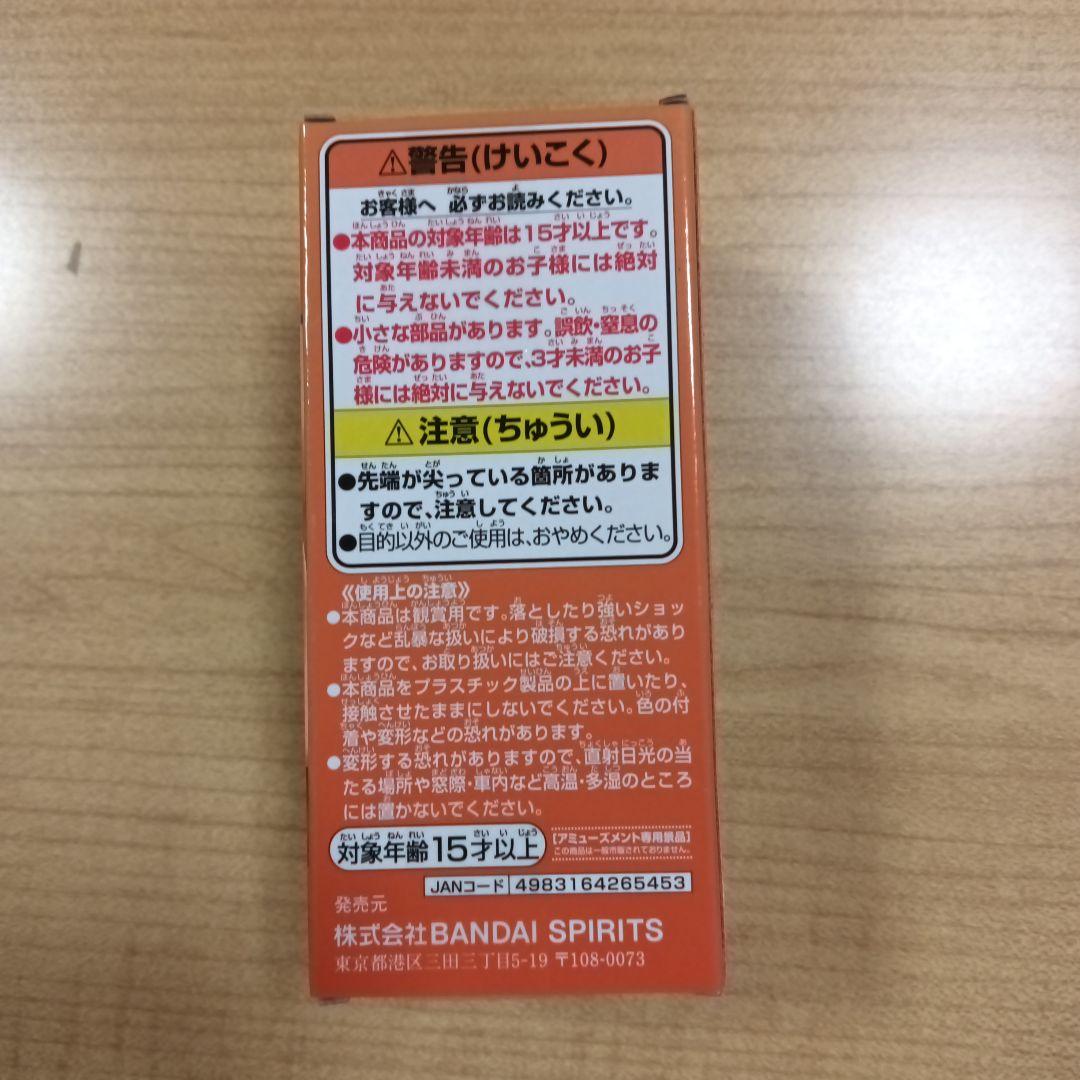 ⚠警告(けいこく)
お客様へ 必ずお読みください。
●本商品の対象年齢は15才以上です。
対象年齢未満のお子様には絶対
に与えないでください。
●小さな部品があります。誤飲・窒息の
危険がありますので、3才未満のお子
様には絶対に与えないでください。
⚠注意(ちゅうい)
●先端が尖っている箇所がありま
すので、注意してください。
●目的以外のご使用は、おやめください。
《使用上の注意》
●本商品は観賞用です。落としたり強いショッ
クなど乱暴な扱いにより破損する恐れがあり
ますので、お取り扱いにはご注意ください。
●本商品をプラスチック製品の上に置いたり、
接触させたままにしないでください。色の付
着や変形などの恐れがあります。
●変形する恐れがありますので、直射日光の当
たる場所や窓際・車内など高温・多湿のところ
には置かないでください。
対象年齢15才以上
[アミューズメント専用景品]
この商品は一般市販されておりません。
JANコード 4983164265453
発売元
株式会社BANDAI SPIRITS
東京都港区三田三丁目5-19 〒108-0073